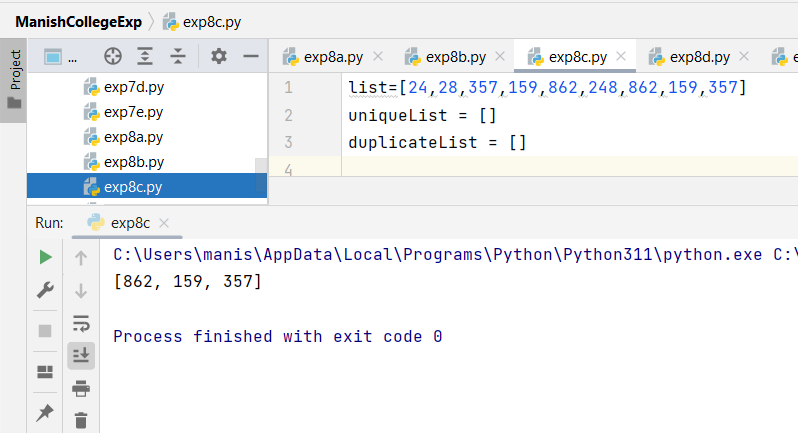 ManishCollegeExp exp8c.py
Project
...
exp7d.py
exp7e.py
exp8a.py
exp8b.py
exp8c.py
exp8a.py exp8b.py exp8c.py exp8d.py
1 list=[24,28,357,159,862,248,862,159,357]
2 uniqueList = []
3 duplicateList = []
4
Run: exp8c
C:\Users\manis\AppData\Local\Programs\Python\Python311\python.exe C:\
[862, 159, 357]
Process finished with exit code 0